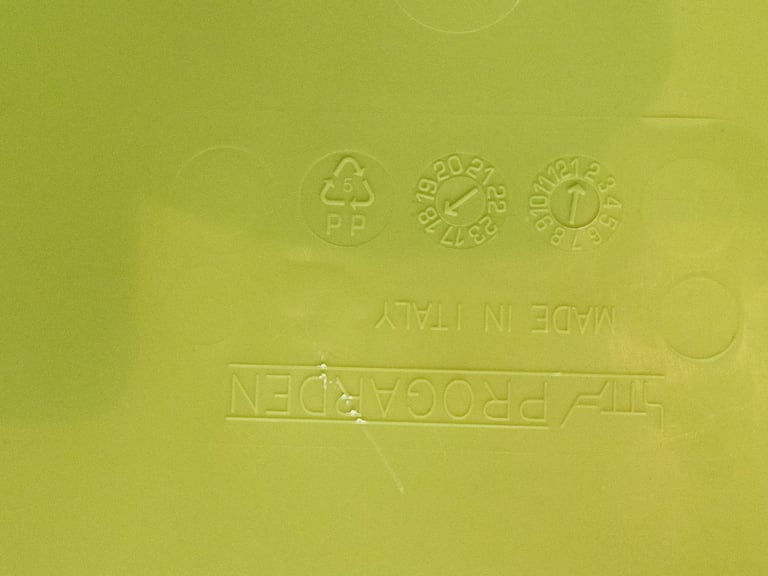 5
PP
17 18 19 20 21 22 23
1 2 3 4 5 6 7 8 9 10 11 12
MADE IN ITALY
PROGARDEN